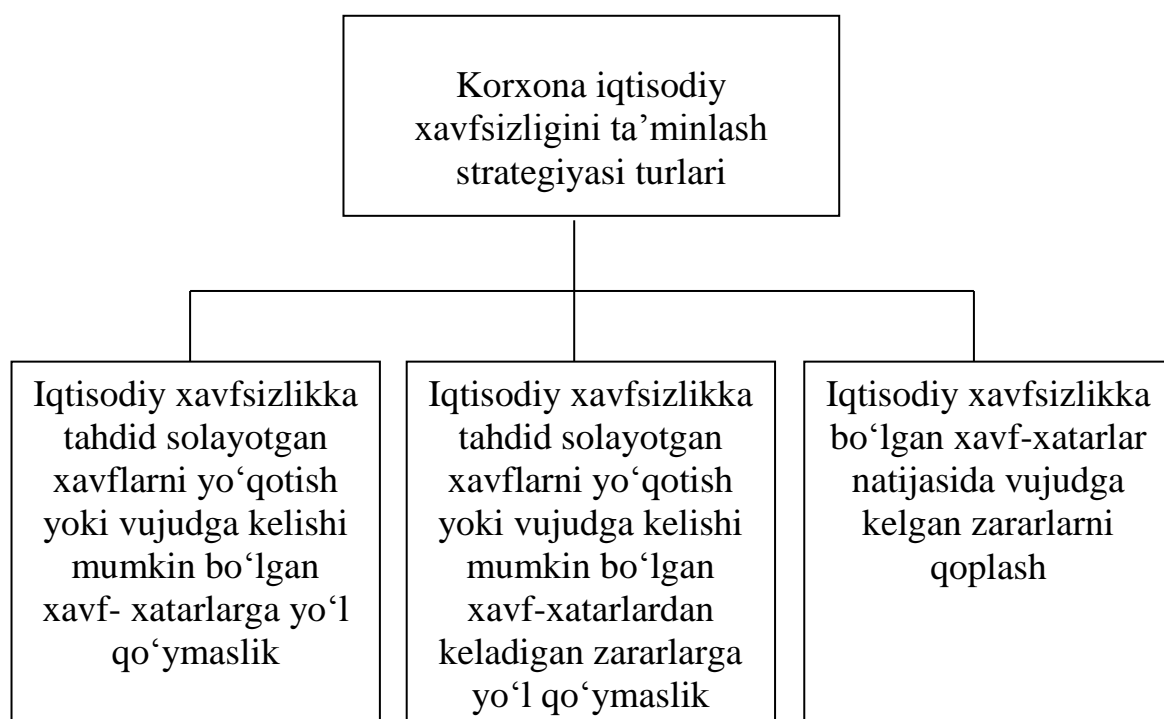 Korxona iqtisodiy
xavfsizligini ta’minlash
strategiyasi turlari
Iqtisodiy xavfsizlikka
tahdid solayotgan
xavflarni yo‘qotish
yoki vujudga kelishi
mumkin bo‘lgan
xavf- xatarlarga yo‘l
qo‘ymaslik
Iqtisodiy xavfsizlikka
tahdid solayotgan
xavflarni yo‘qotish
yoki vujudga kelishi
mumkin bo‘lgan
xavf-xatarlardan
keladigan zararlarga
yo‘l qo‘ymaslik
Iqtisodiy xavfsizlikka
bo‘lgan xavf-xatarlar
natijasida vujudga
kelgan zararlarni
qoplash